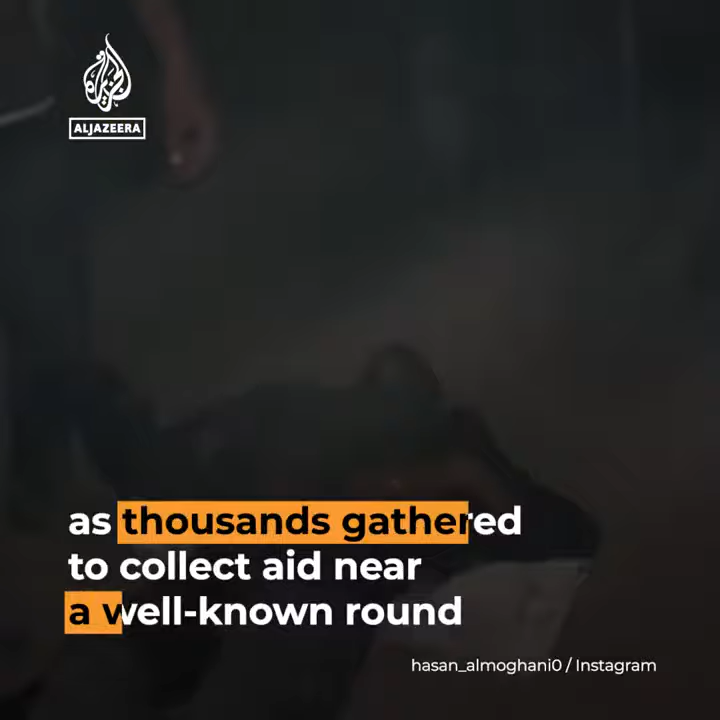 ALJAZEERA
as thousands gathered
to collect aid near
a well-known round
hasan_almoghani0 / Instagram